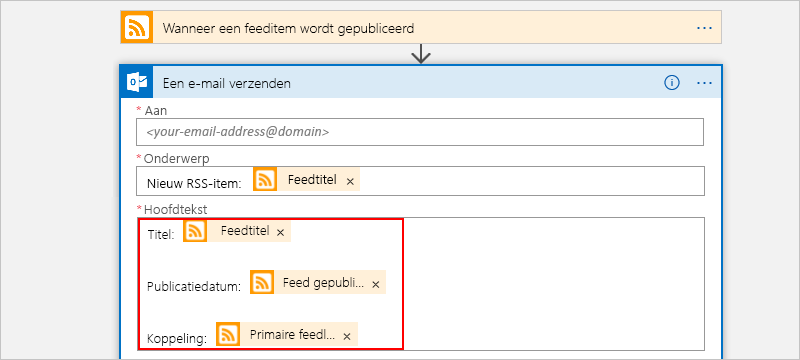 Wanneer een feeditem wordt gepubliceerd
Een e-mail verzenden
* Aan
<your-email-address@domain>
* Onderwerp
Nieuw RSS-item: Feedtitel ×
* Hoofdtekst
Titel: Feedtitel ×
Publicatiedatum: Feed gepubli... ×
Koppeling: Primaire feedl... ×